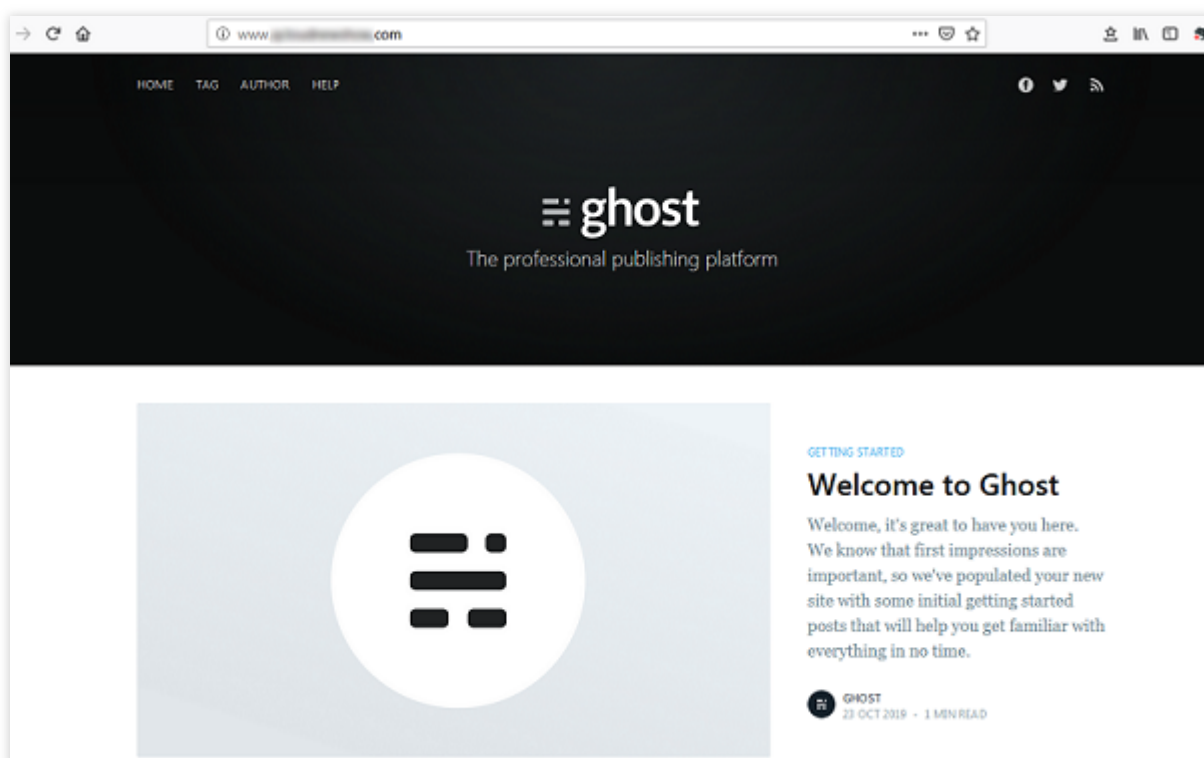 www.
.com
HOME TAG AUTHOR HELP
ghost
The professional publishing platform
GETTING STARTED
Welcome to Ghost
Welcome, it's great to have you here.
We know that first impressions are
important, so we've populated your new
site with some initial getting started
posts that will help you get familiar with
everything in no time.
GHOST
23 OCT 2019 • 1 MIN READ